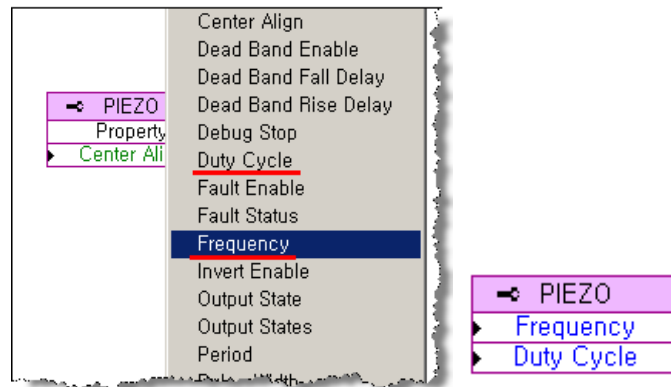 Center Align
Dead Band Enable
Dead Band Fall Delay
PIEZO
Dead Band Rise Delay
Property
Debug Stop
Center Ali
Duty Cycle
Fault Enable
Fault Status
Frequency
Invert Enable
Output State
Output States
Period
PIEZO
Frequency
Duty Cycle